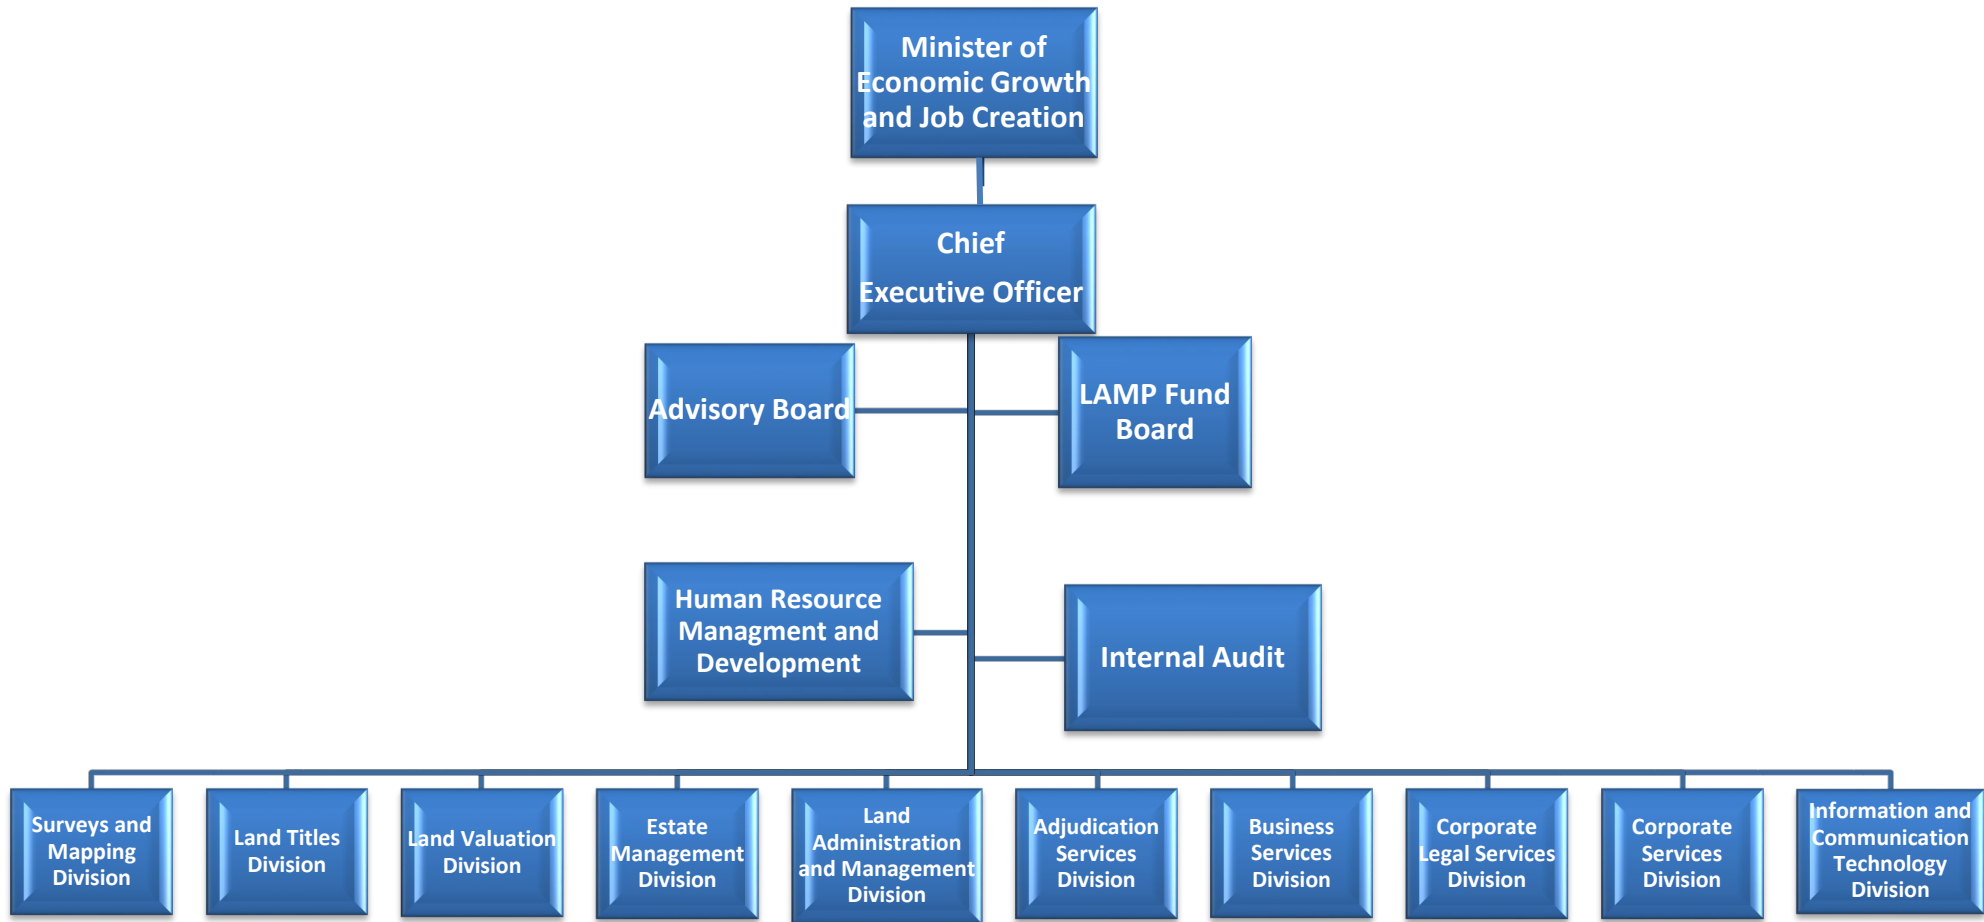 Minister of
Economic Growth
and Job Creation
Chief
Executive Officer
Advisory Board
LAMP Fund
Board
Human Resource
Managment and
Development
Internal Audit
Surveys and
Mapping
Division
Land Titles
Division
Land Valuation
Division
Estate
Management
Division
Land
Administration
and Management
Division
Adjudication
Services
Division
Business
Services
Division
Corporate
Legal Services
Division
Corporate
Services
Division
Information and
Communication
Technology
Division